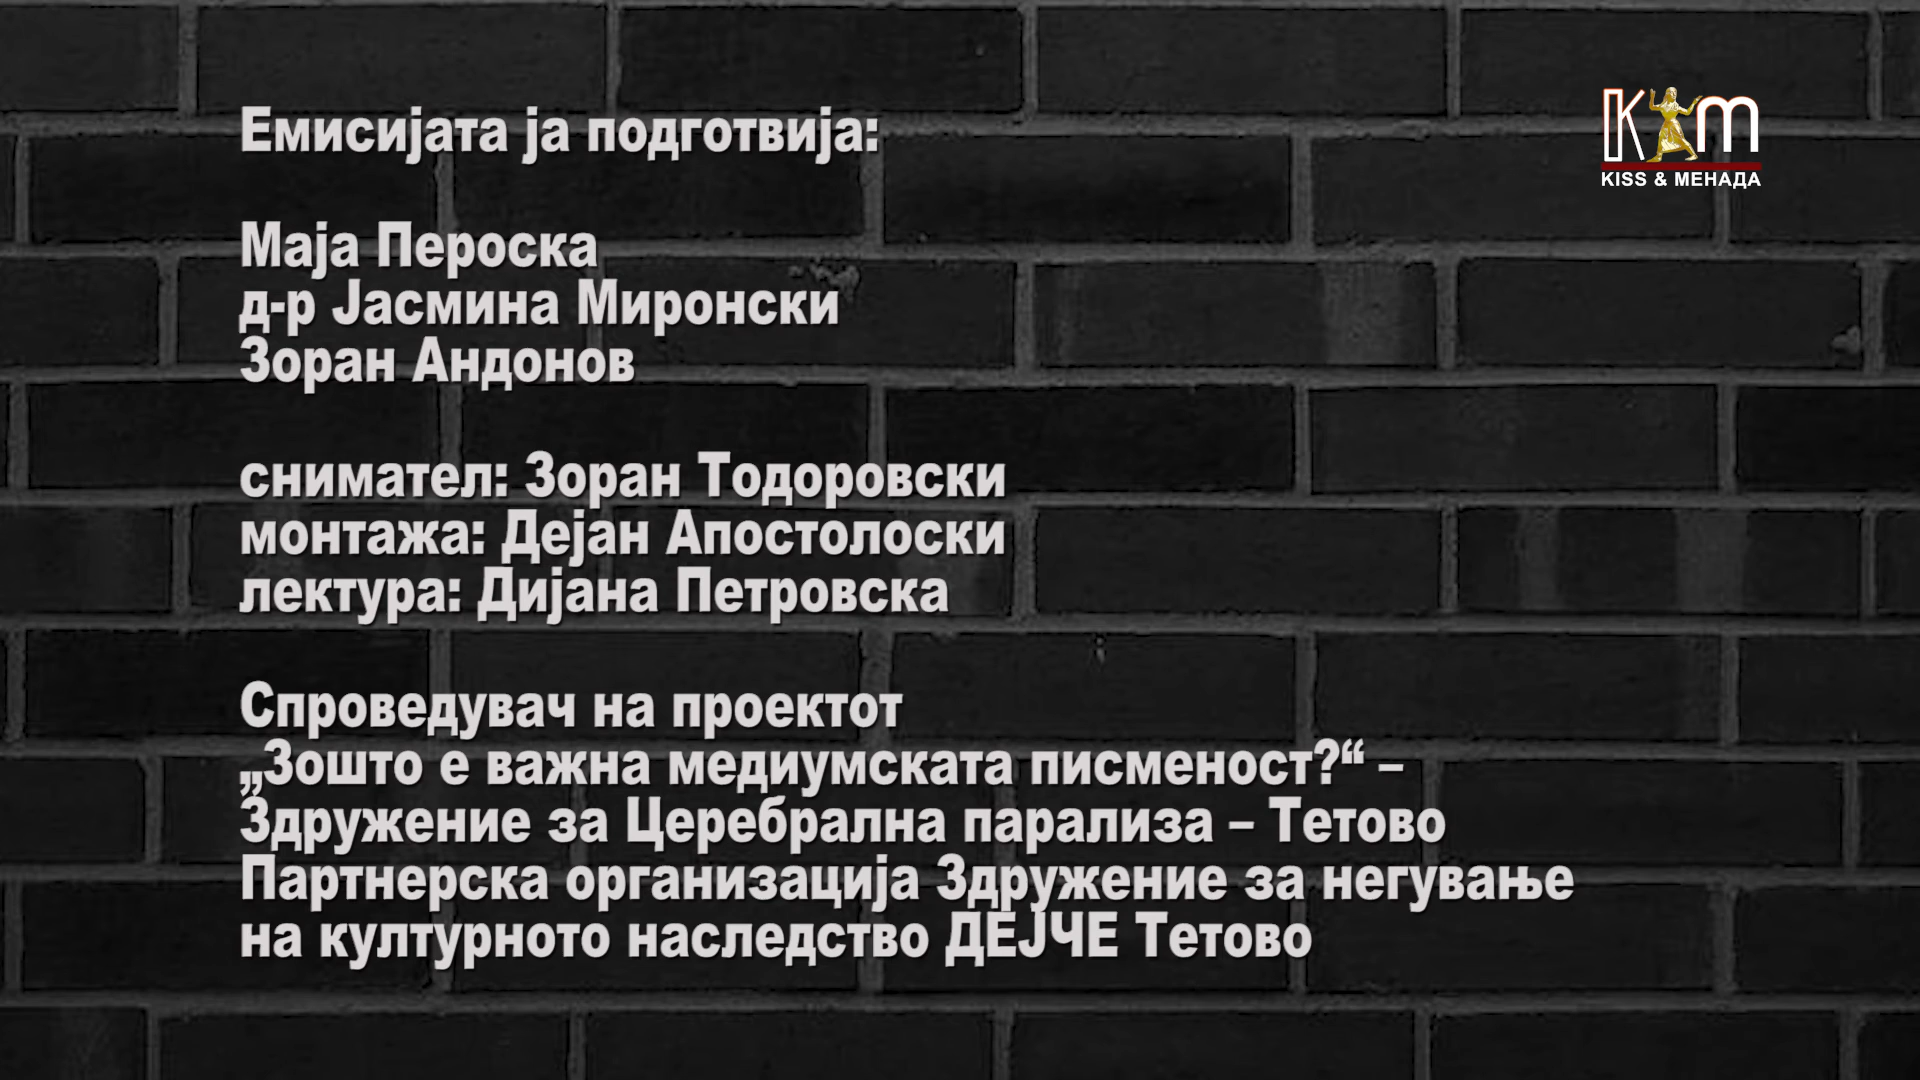 Емисијата ја подготвија:
Маја Пероска
д-р Јасмина Миронски
Зоран Андонов
снимател: Зоран Тодоровски
монтажа: Дејан Апостолоски
лектура: Дијана Петровска
Спроведувач на проектот
„Зошто е важна медиумската писменост?“ –
Здружение за Церебрална парализа – Тетово
Партнерска организација Здружение за негување
на културното наследство ДЕЈЧЕ Тетово
K m
KISS & МЕНАДА